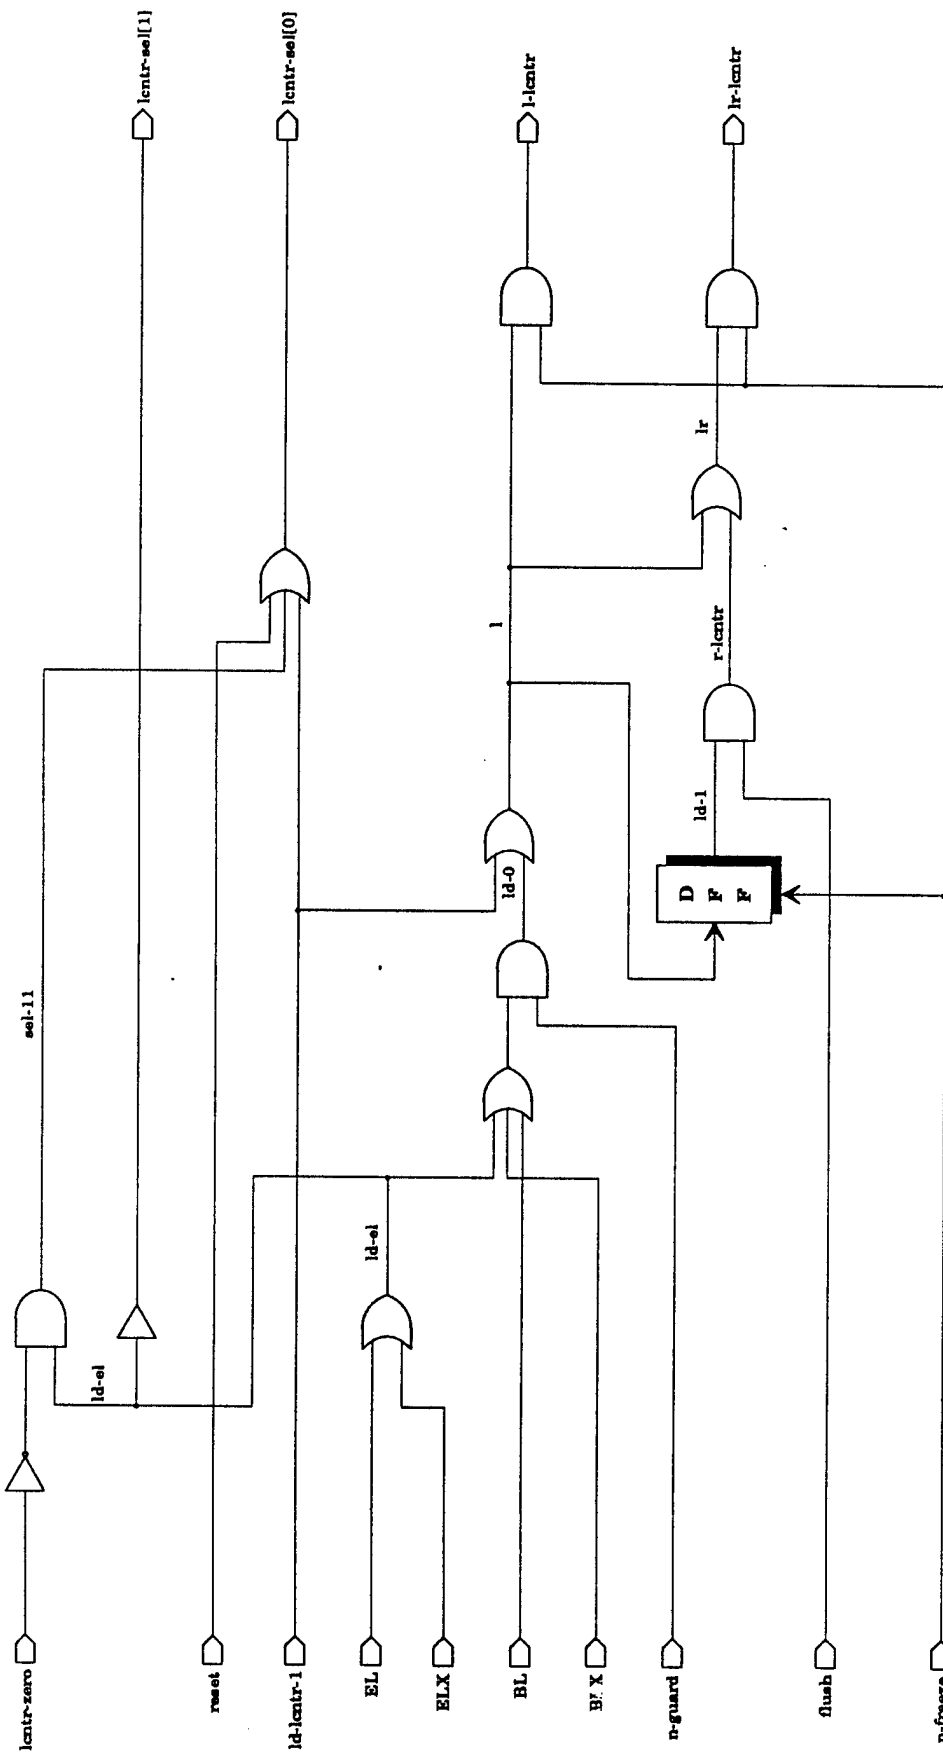 lcntr-zero
reset
ld-lcntr-1
EL
ELX
BL
n-guard
flush
n-freeze
ld-el
ld-el
sel-11
ld-0
ld-1
D
F
F
l
r-lcntr
lr
lcntr-sel[1]
lcntr-sel[0]
l-lcntr
lr-lcntr